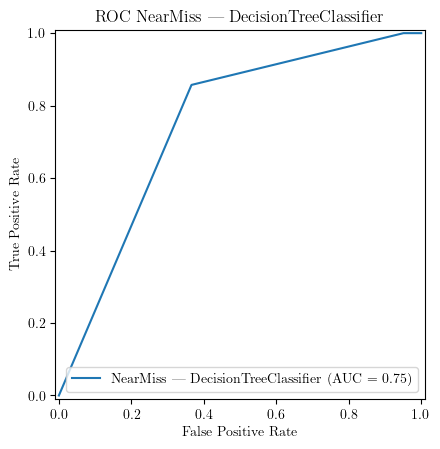 ROC NearMiss — DecisionTreeClassifier
1.0
0.8
0.6
0.4
0.2
0.0
True Positive Rate
NearMiss — DecisionTreeClassifier (AUC = 0.75)
0.0 0.2 0.4 0.6 0.8 1.0
False Positive Rate